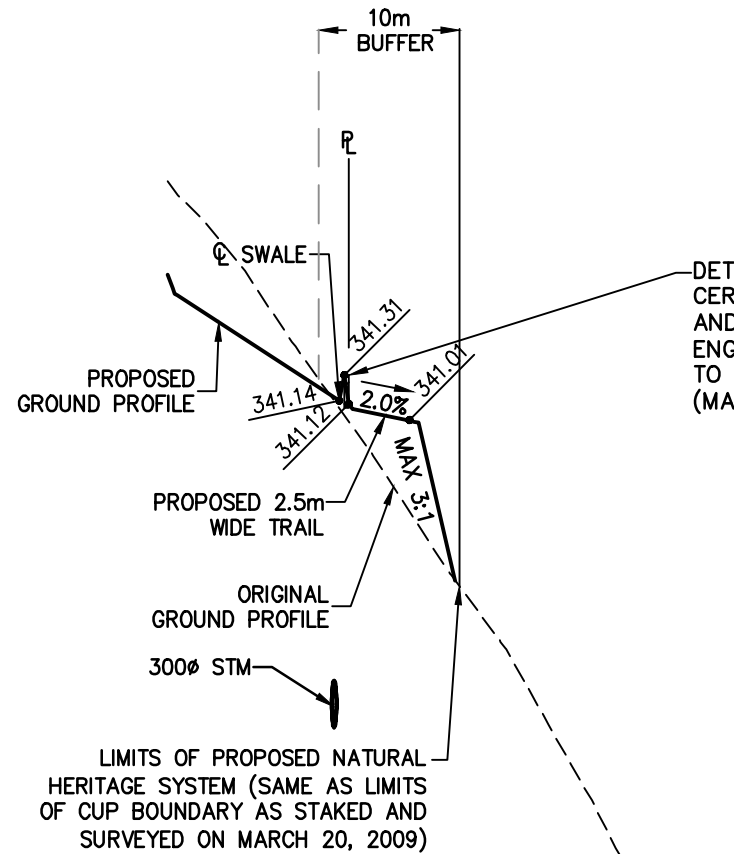 10m
BUFFER
℄ SWALE
341.31
341.01
341.14
341.12
2.0%
MAX 3:1
DET
CER
AND
ENG
TO
(MA
PROPOSED
GROUND PROFILE
PROPOSED 2.5m
WIDE TRAIL
ORIGINAL
GROUND PROFILE
300ø STM
LIMITS OF PROPOSED NATURAL
HERITAGE SYSTEM (SAME AS LIMITS
OF CUP BOUNDARY AS STAKED AND
SURVEYED ON MARCH 20, 2009)